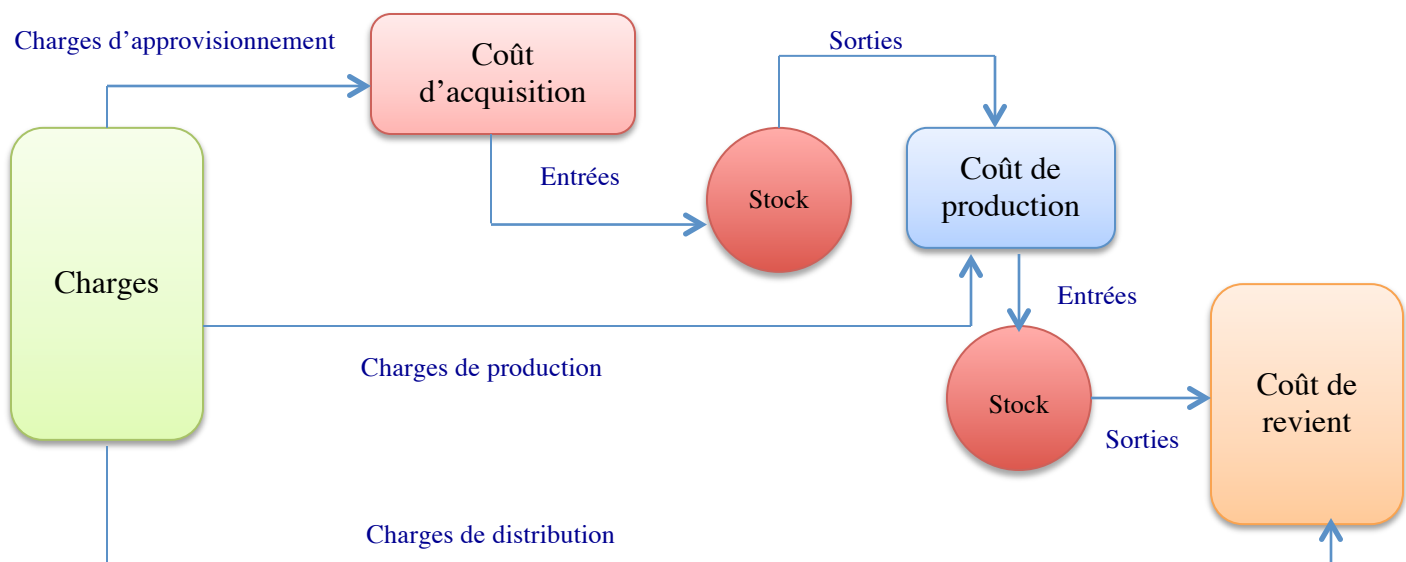 Charges d’approvisionnement
Coût
d’acquisition
Sorties
Entrées
Stock
Coût de
production
Charges
Entrées
Charges de production
Stock
Sorties
Coût de
revient
Charges de distribution